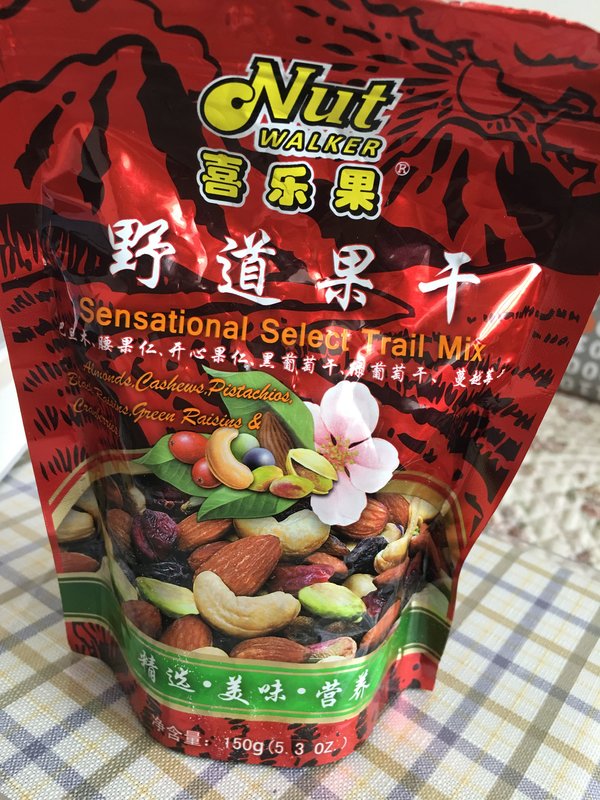 Nut
WALKER
喜乐果®
野道果干
Sensational Select Trail Mix
巴旦木、腰果仁、开心果仁、黑葡萄干、绿葡萄干、蔓越莓
Almonds,Cashews,Pistachios,
Black Raisins,Green Raisins &
Cranberries
精选·美味·营养
净含量: 150g(5.3 OZ.)